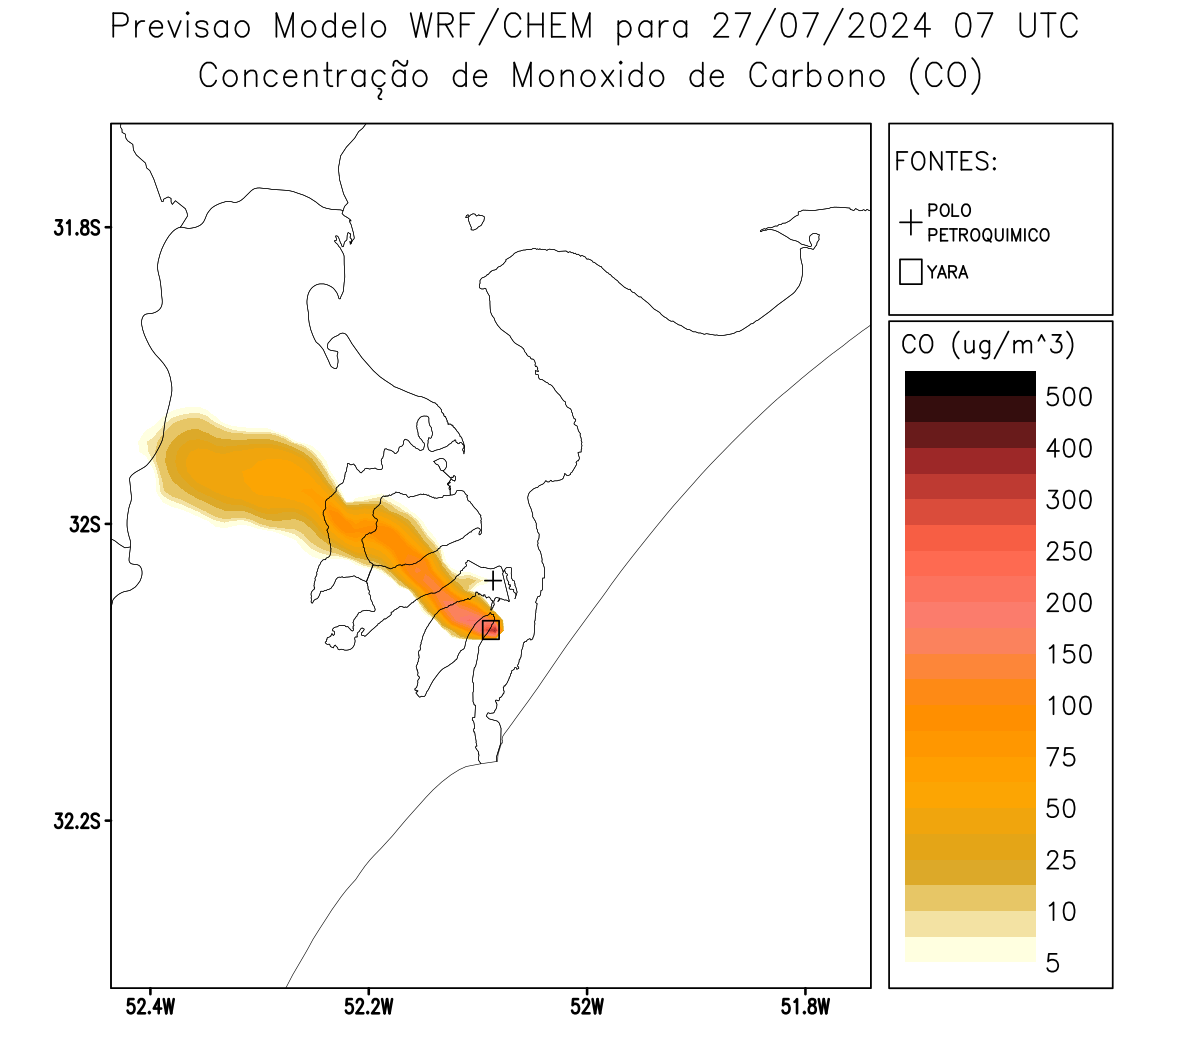 Previsao Modelo WRF/CHEM para 27/07/2024 07 UTC
Concentração de Monoxido de Carbono (CO)
FONTES:
POLO
PETROQUIMICO
YARA
CO (ug/m^3)
500
400
300
250
200
150
100
75
50
25
10
5
31.8S
32S
32.2S
52.4W
52.2W
52W
51.8W